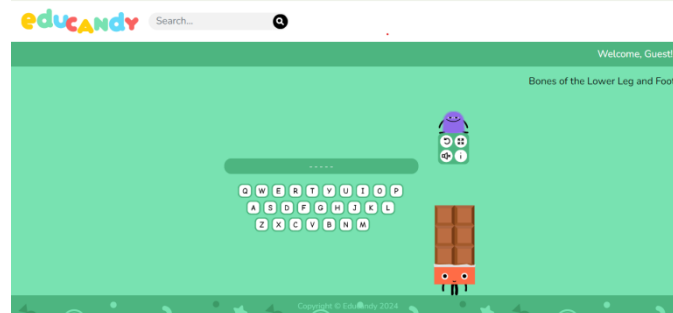 eDUCANDY Search...
Welcome, Guest!
Bones of the Lower Leg and Foot
- - - - -
Q W E R T Y U I O P
A S D F G H J K L
Z X C V B N M
i
Copyright © Educandy 2024